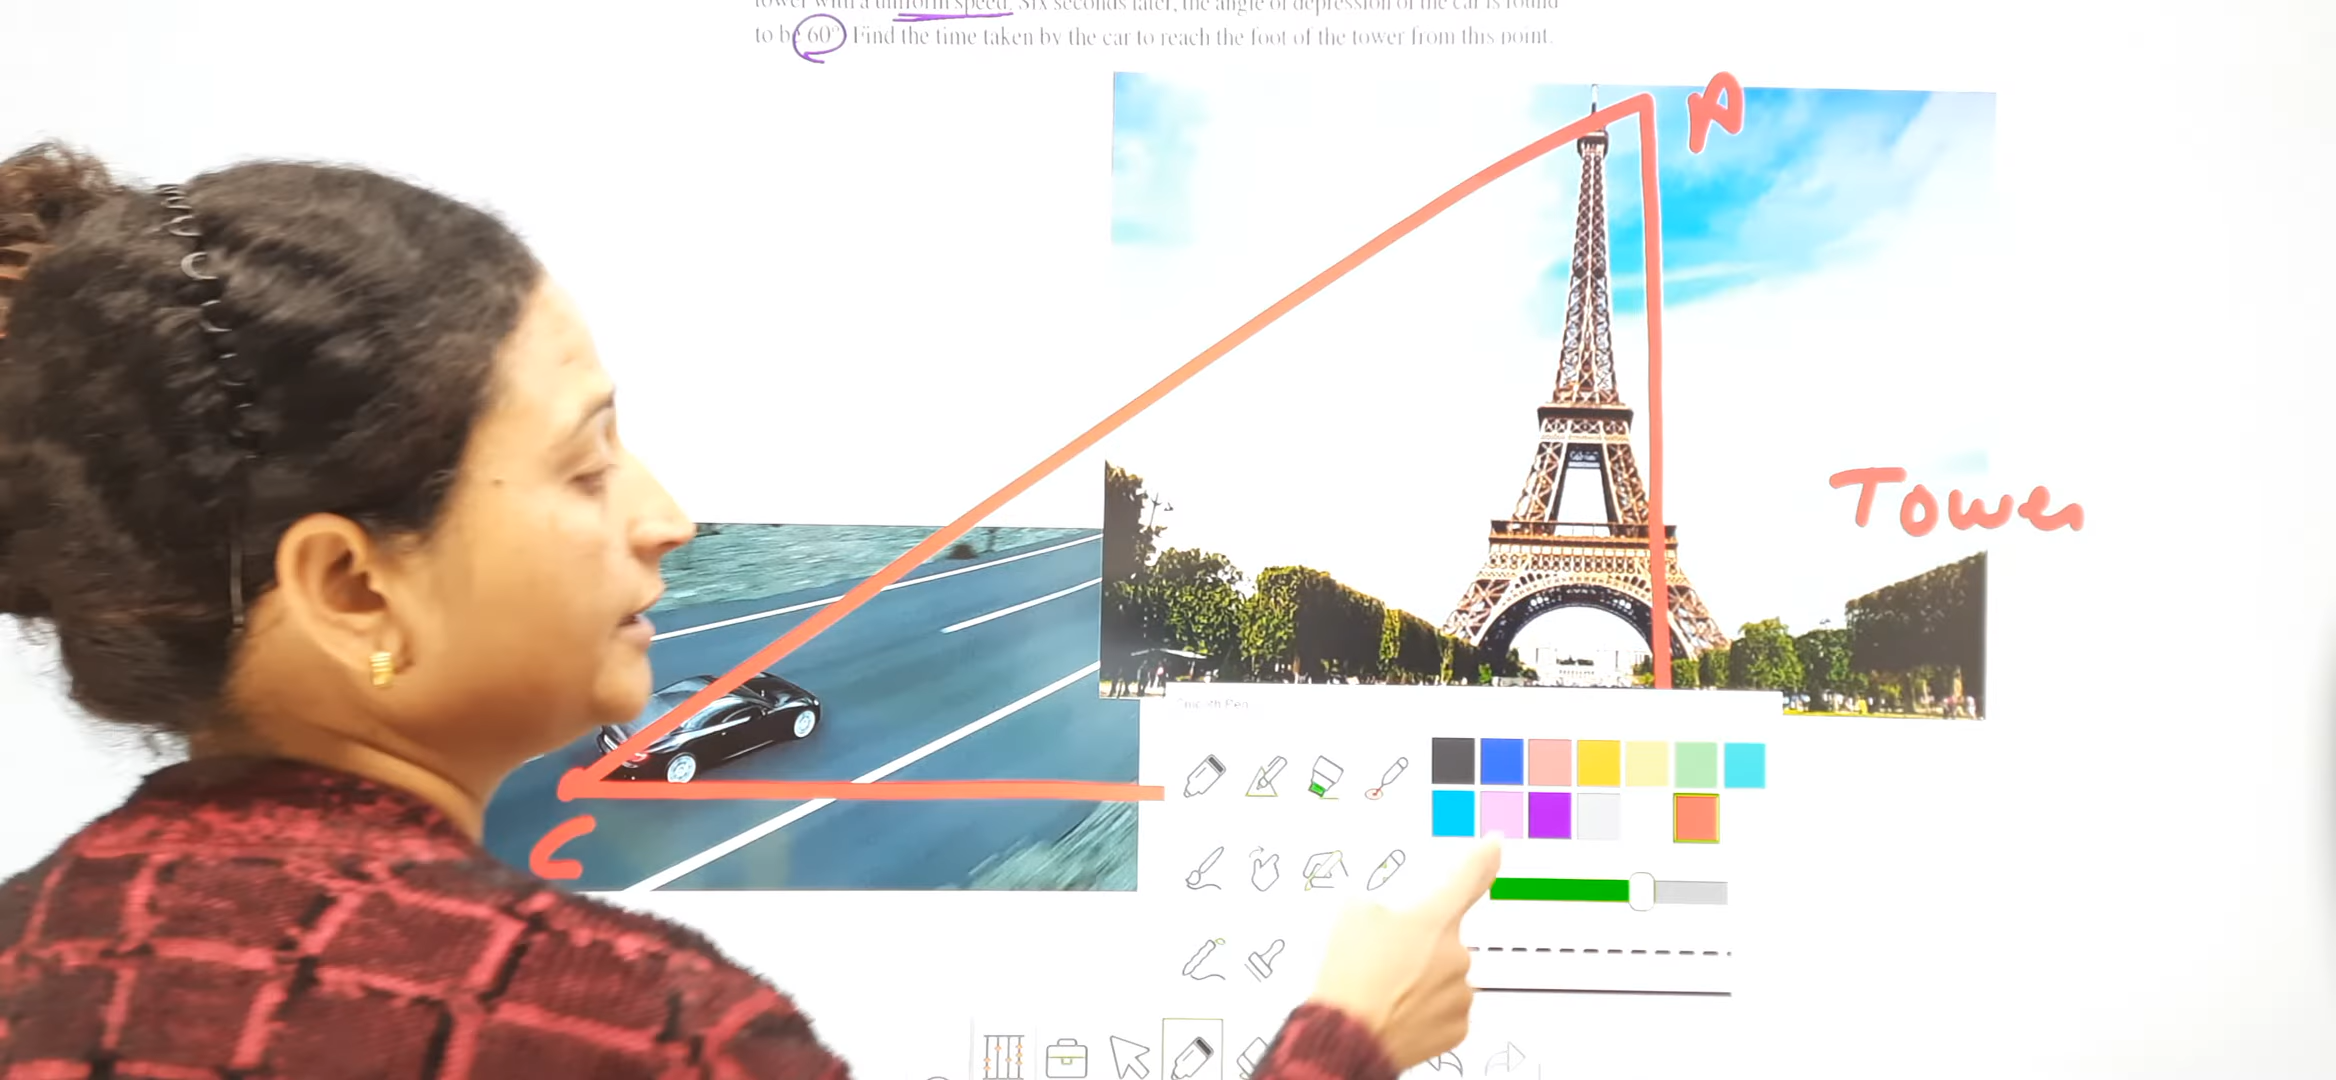 tower with a uniform speed. Six seconds later, the angle of depression of the car is found
to be 60°. Find the time taken by the car to reach the foot of the tower from this point.
A
Tower
C